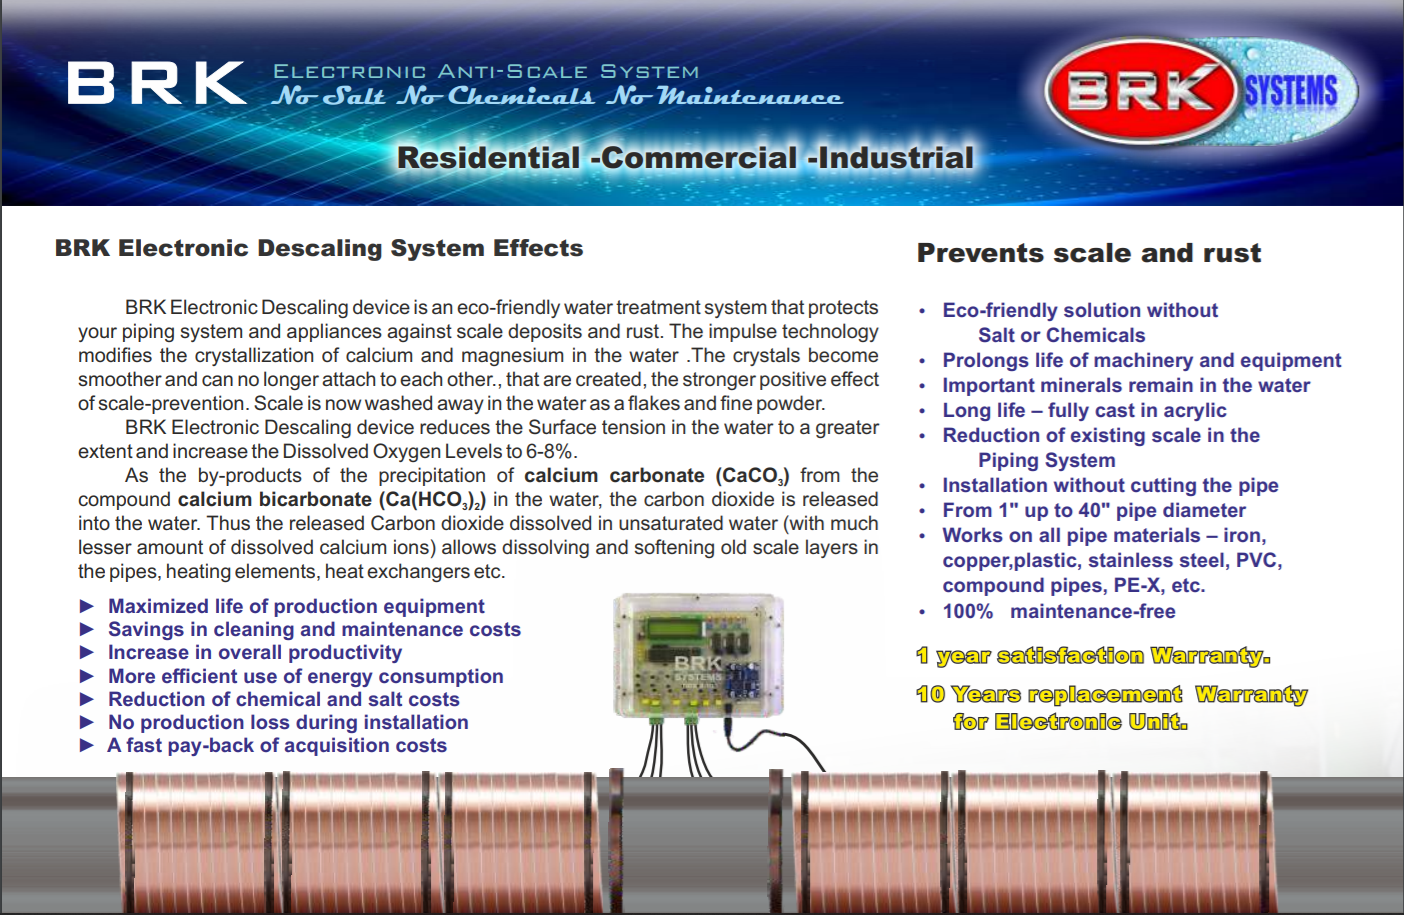 BRK
ELECTRONIC ANTI-SCALE SYSTEM
No Salt No Chemicals No Maintenance
BRK SYSTEMS
Residential -Commercial -Industrial
BRK Electronic Descaling System Effects
BRK Electronic Descaling device is an eco-friendly water treatment system that protects
your piping system and appliances against scale deposits and rust. The impulse technology
modifies the crystallization of calcium and magnesium in the water .The crystals become
smoother and can no longer attach to each other., that are created, the stronger positive effect
of scale-prevention. Scale is now washed away in the water as a flakes and fine powder.
BRK Electronic Descaling device reduces the Surface tension in the water to a greater
extent and increase the Dissolved Oxygen Levels to 6-8%.
As the by-products of the precipitation of calcium carbonate (CaCO₃) from the
compound calcium bicarbonate (Ca(HCO₃)₂) in the water, the carbon dioxide is released
into the water. Thus the released Carbon dioxide dissolved in unsaturated water (with much
lesser amount of dissolved calcium ions) allows dissolving and softening old scale layers in
the pipes, heating elements, heat exchangers etc.
► Maximized life of production equipment
► Savings in cleaning and maintenance costs
► Increase in overall productivity
► More efficient use of energy consumption
► Reduction of chemical and salt costs
► No production loss during installation
► A fast pay-back of acquisition costs
BRK
SYSTEMS
Prevents scale and rust
• Eco-friendly solution without
Salt or Chemicals
• Prolongs life of machinery and equipment
• Important minerals remain in the water
• Long life – fully cast in acrylic
• Reduction of existing scale in the
Piping System
• Installation without cutting the pipe
• From 1" up to 40" pipe diameter
• Works on all pipe materials – iron,
copper,plastic, stainless steel, PVC,
compound pipes, PE-X, etc.
• 100% maintenance-free
1 year satisfaction Warranty.
10 Years replacement Warranty
for Electronic Unit.